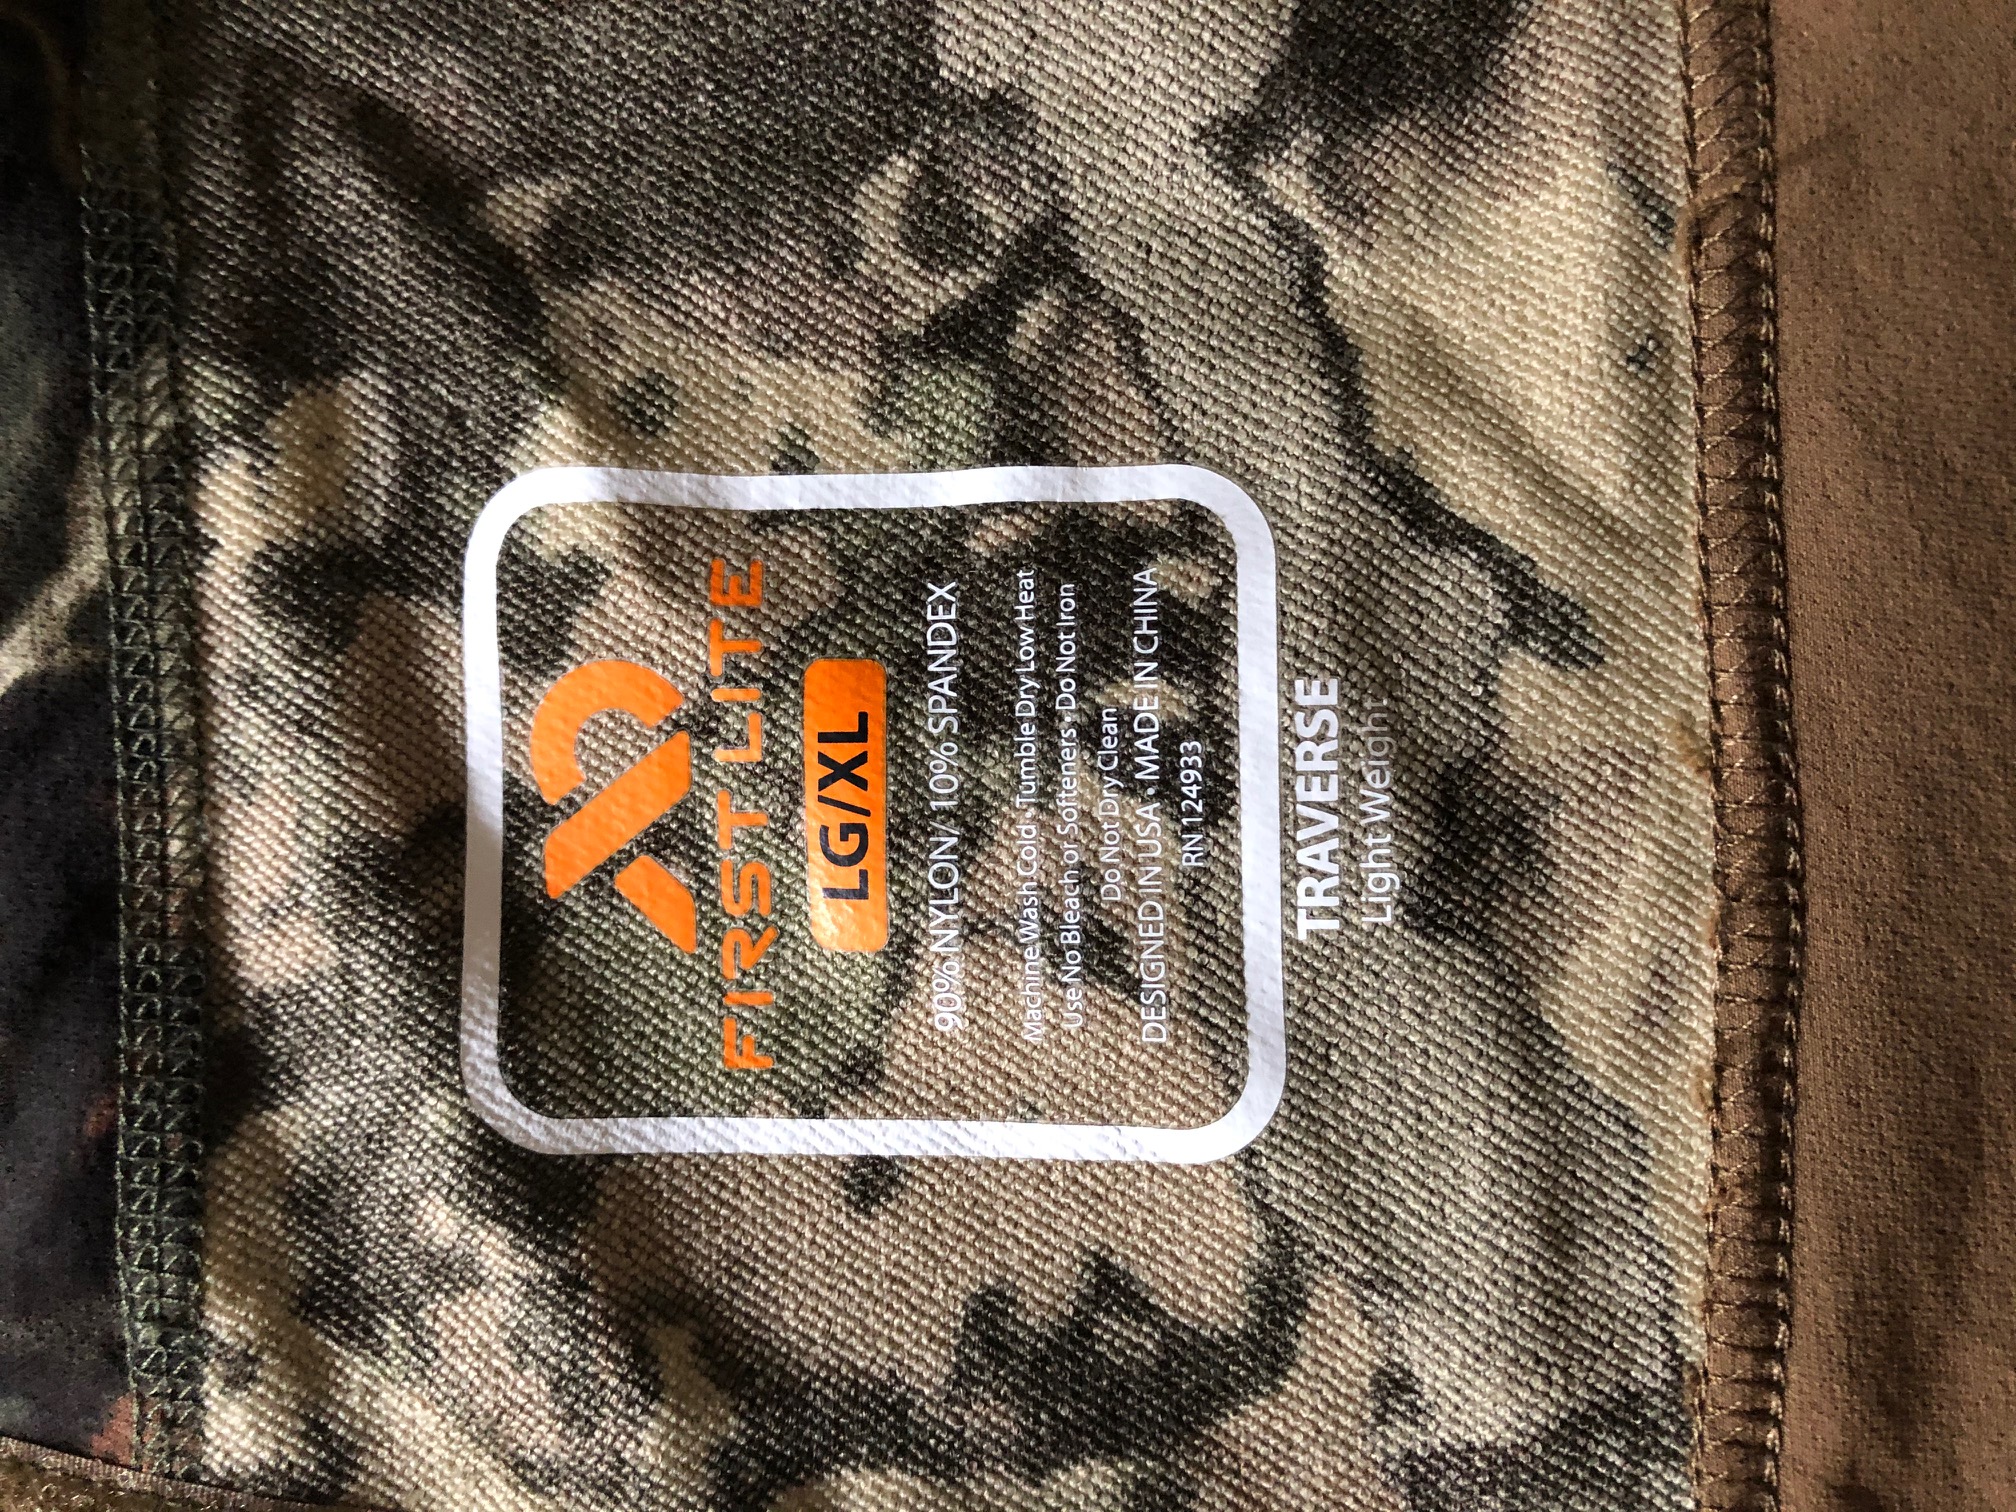 FIRST LITE
LG/XL
90% NYLON/ 10% SPANDEX
Machine Wash Cold • Tumble Dry Low Heat
Use No Bleach or Softeners • Do Not Iron
Do Not Dry Clean
DESIGNED IN USA • MADE IN CHINA
RN 124933
TRAVERSE
Light Weight